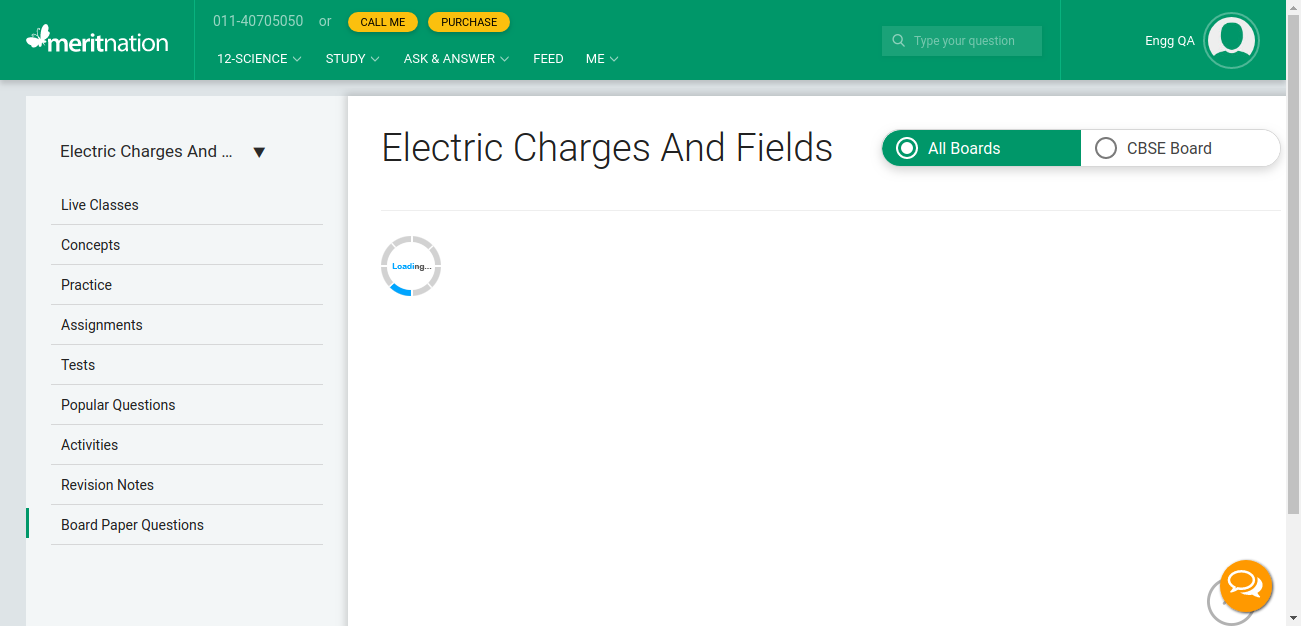 meritnation
011-40705050 or CALL ME PURCHASE
12-SCIENCE STUDY ASK & ANSWER FEED ME
Type your question
Engg QA
Electric Charges And ...
Live Classes
Concepts
Practice
Assignments
Tests
Popular Questions
Activities
Revision Notes
Board Paper Questions
Electric Charges And Fields
All Boards CBSE Board
Loading...